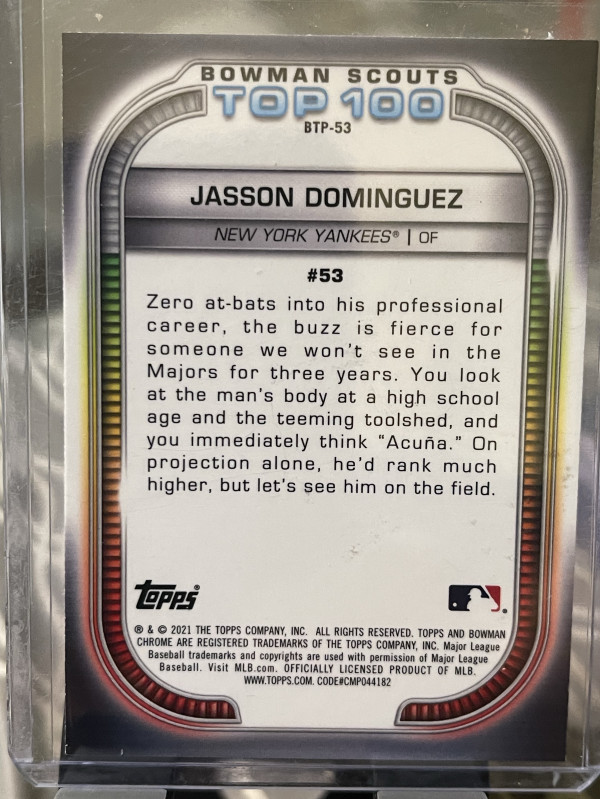 BOWMAN SCOUTS
TOP 100
BTP-53
JASSON DOMINGUEZ
NEW YORK YANKEES® | OF
#53
Zero at-bats into his professional
career, the buzz is fierce for
someone we won't see in the
Majors for three years. You look
at the man's body at a high school
age and the teeming toolshed, and
you immediately think "Acuña." On
projection alone, he'd rank much
higher, but let's see him on the field.
topps®
® & © 2021 THE TOPPS COMPANY, INC. ALL RIGHTS RESERVED. TOPPS AND BOWMAN
CHROME ARE REGISTERED TRADEMARKS OF THE TOPPS COMPANY, INC. Major League
Baseball trademarks and copyrights are used with permission of Major League
Baseball. Visit MLB.com. OFFICIALLY LICENSED PRODUCT OF MLB.
WWW.TOPPS.COM. CODE#CMP044182